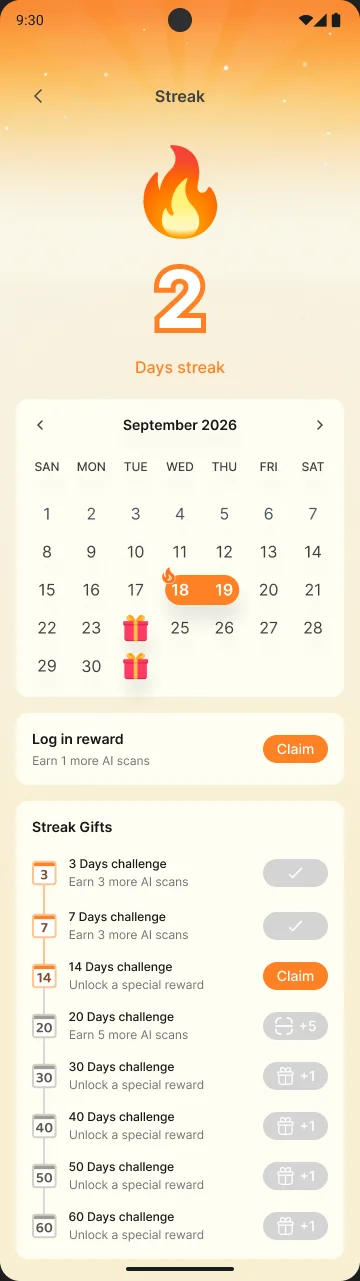 9:30
Streak
2
Days streak
September 2026
SAN MON TUE WED THU FRI SAT
1 2 3 4 5 6 7
8 9 10 11 12 13 14
15 16 17 18 19 20 21
22 23 25 26 27 28
29 30
Log in reward
Earn 1 more AI scans
Claim
Streak Gifts
3
3 Days challenge
Earn 3 more AI scans
7
7 Days challenge
Earn 3 more AI scans
14
14 Days challenge
Unlock a special reward
Claim
20
20 Days challenge
Earn 5 more AI scans
+5
30
30 Days challenge
Unlock a special reward
+1
40
40 Days challenge
Unlock a special reward
+1
50
50 Days challenge
Unlock a special reward
+1
60
60 Days challenge
Unlock a special reward
+1